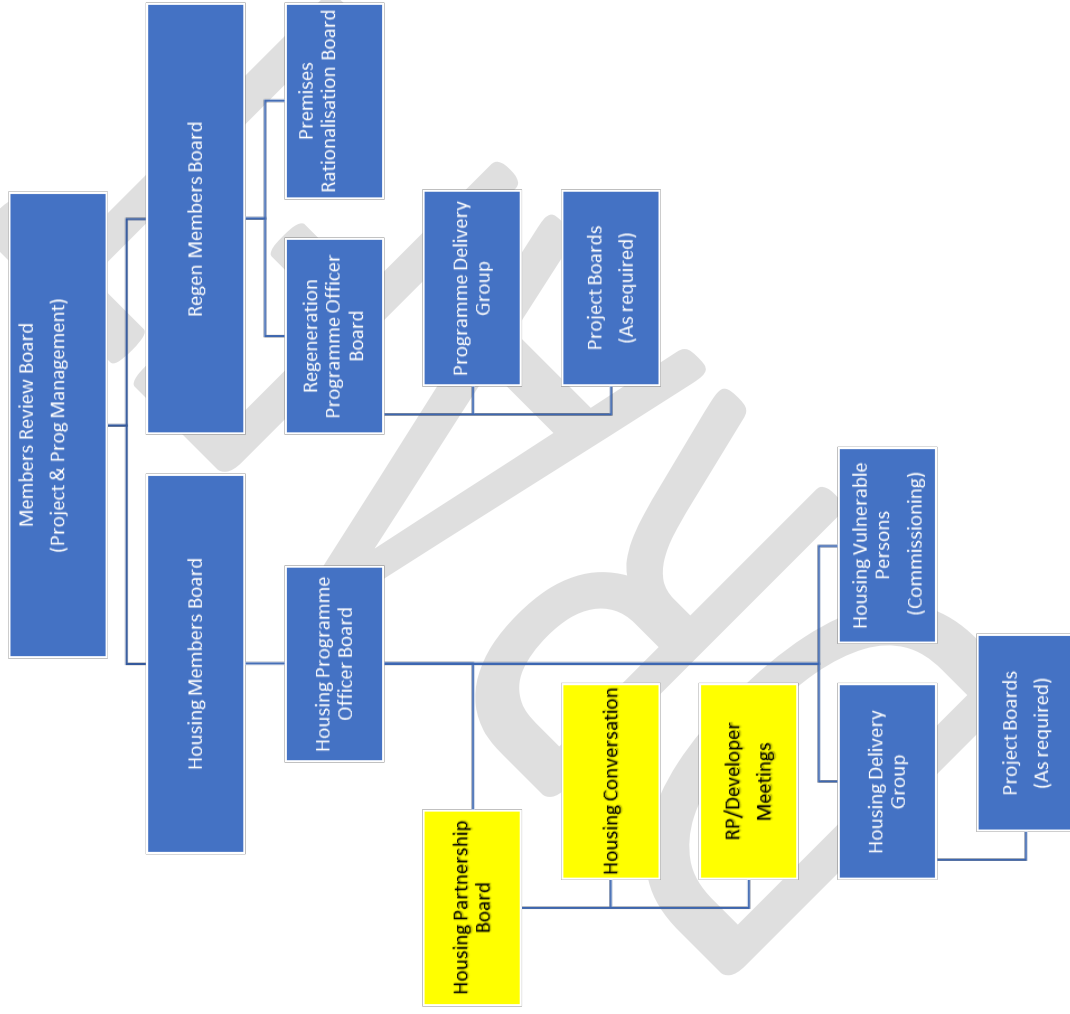 Members Review Board
(Project & Prog Management)
Housing Members Board
Regen Members Board
Housing Programme
Officer Board
Regeneration
Programme Officer
Board
Premises
Rationalisation Board
Housing Partnership
Board
Programme Delivery
Group
Housing Conversation
Project Boards
(As required)
RP/Developer
Meetings
Housing Delivery
Group
Housing Vulnerable
Persons
(Commissioning)
Project Boards
(As required)
DRAFT